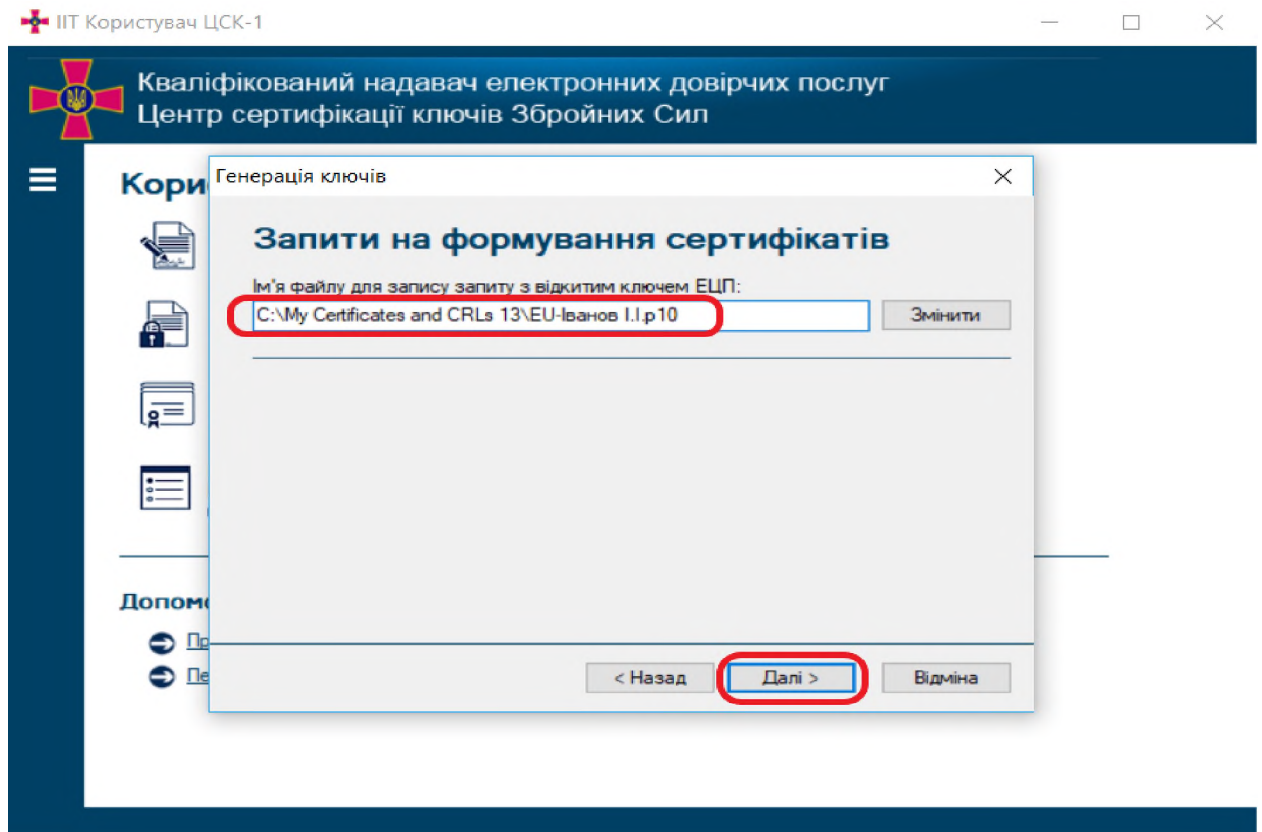 ІІТ Користувач ЦСК-1
Кваліфікований надавач електронних довірчих послуг
Центр сертифікації ключів Збройних Сил
Генерація ключів
Запити на формування сертифікатів
Ім'я файлу для запису запиту з відкитим ключем ЕЦП:
C:\My Certificates and CRLs 13\EU-Іванов І.І.p10
Змінити
< Назад
Далі >
Відміна